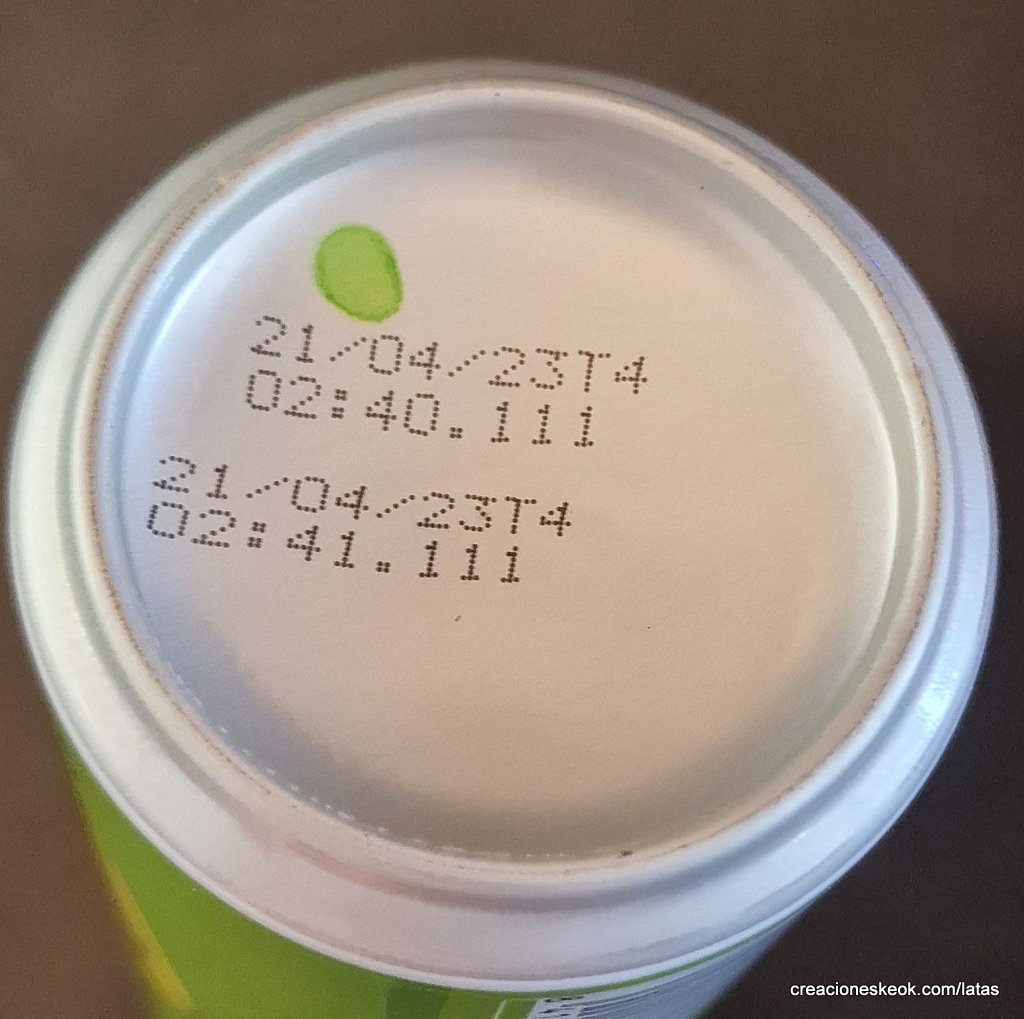 21/04/23T4
02:40.111
21/04/23T4
02:41.111
creacioneskeok.com/latas